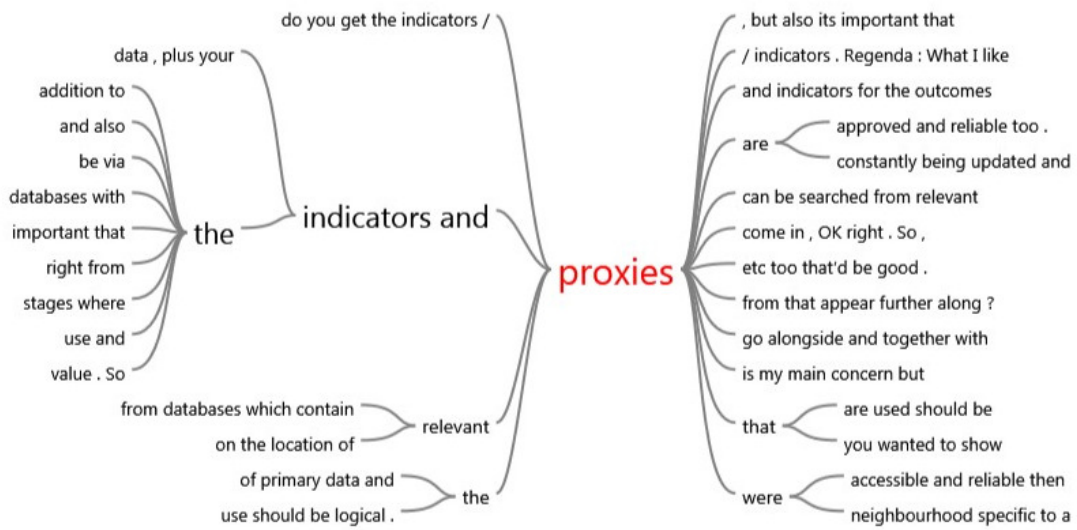 do you get the indicators /
data , plus your
addition to
and also
be via
databases with
important that
right from
stages where
use and
value . So
the
indicators and
from databases which contain
on the location of
relevant
of primary data and
use should be logical .
the
proxies
, but also its important that
/ indicators . Regenda : What I like
and indicators for the outcomes
are
approved and reliable too .
constantly being updated and
can be searched from relevant
come in , OK right . So ,
etc too that'd be good .
from that appear further along ?
go alongside and together with
is my main concern but
that
are used should be
you wanted to show
were
accessible and reliable then
neighbourhood specific to a